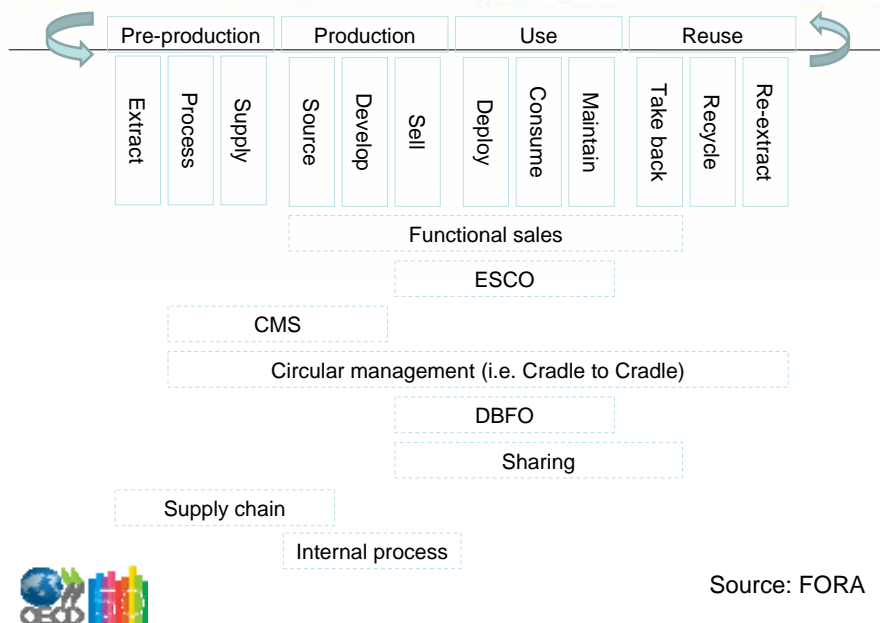 Pre-production
Production
Use
Reuse
Extract
Process
Supply
Source
Develop
Sell
Deploy
Consume
Maintain
Take back
Recycle
Re-extract
Functional sales
ESCO
CMS
Circular management (i.e. Cradle to Cradle)
DBFO
Sharing
Supply chain
Internal process
OECD
Source: FORA